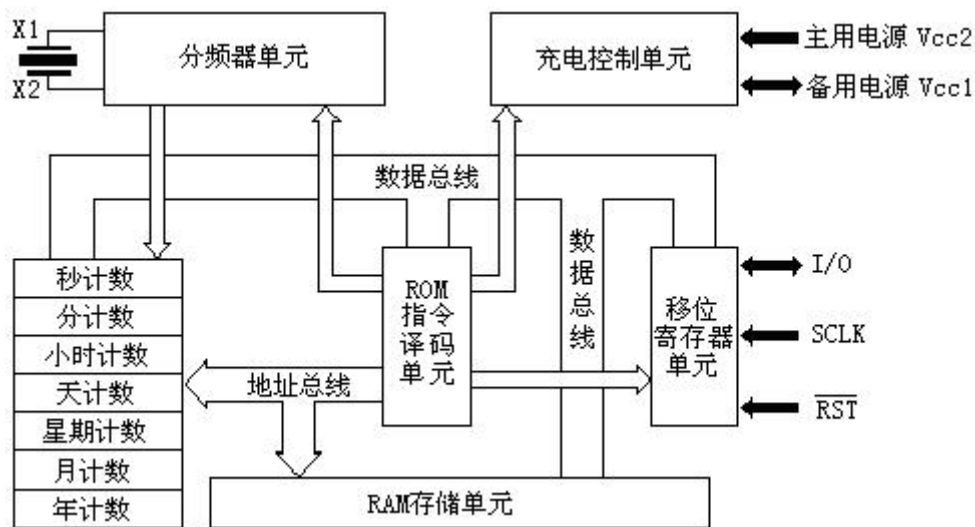 X1
X2
分频器单元
充电控制单元
主用电源 Vcc2
备用电源 Vcc1
数据总线
数据总线
秒计数
分计数
小时计数
天计数
星期计数
月计数
年计数
ROM
指令
译码
单元
地址总线
移位
寄存器
单元
I/O
SCLK
R̅S̅T̅
RAM存储单元